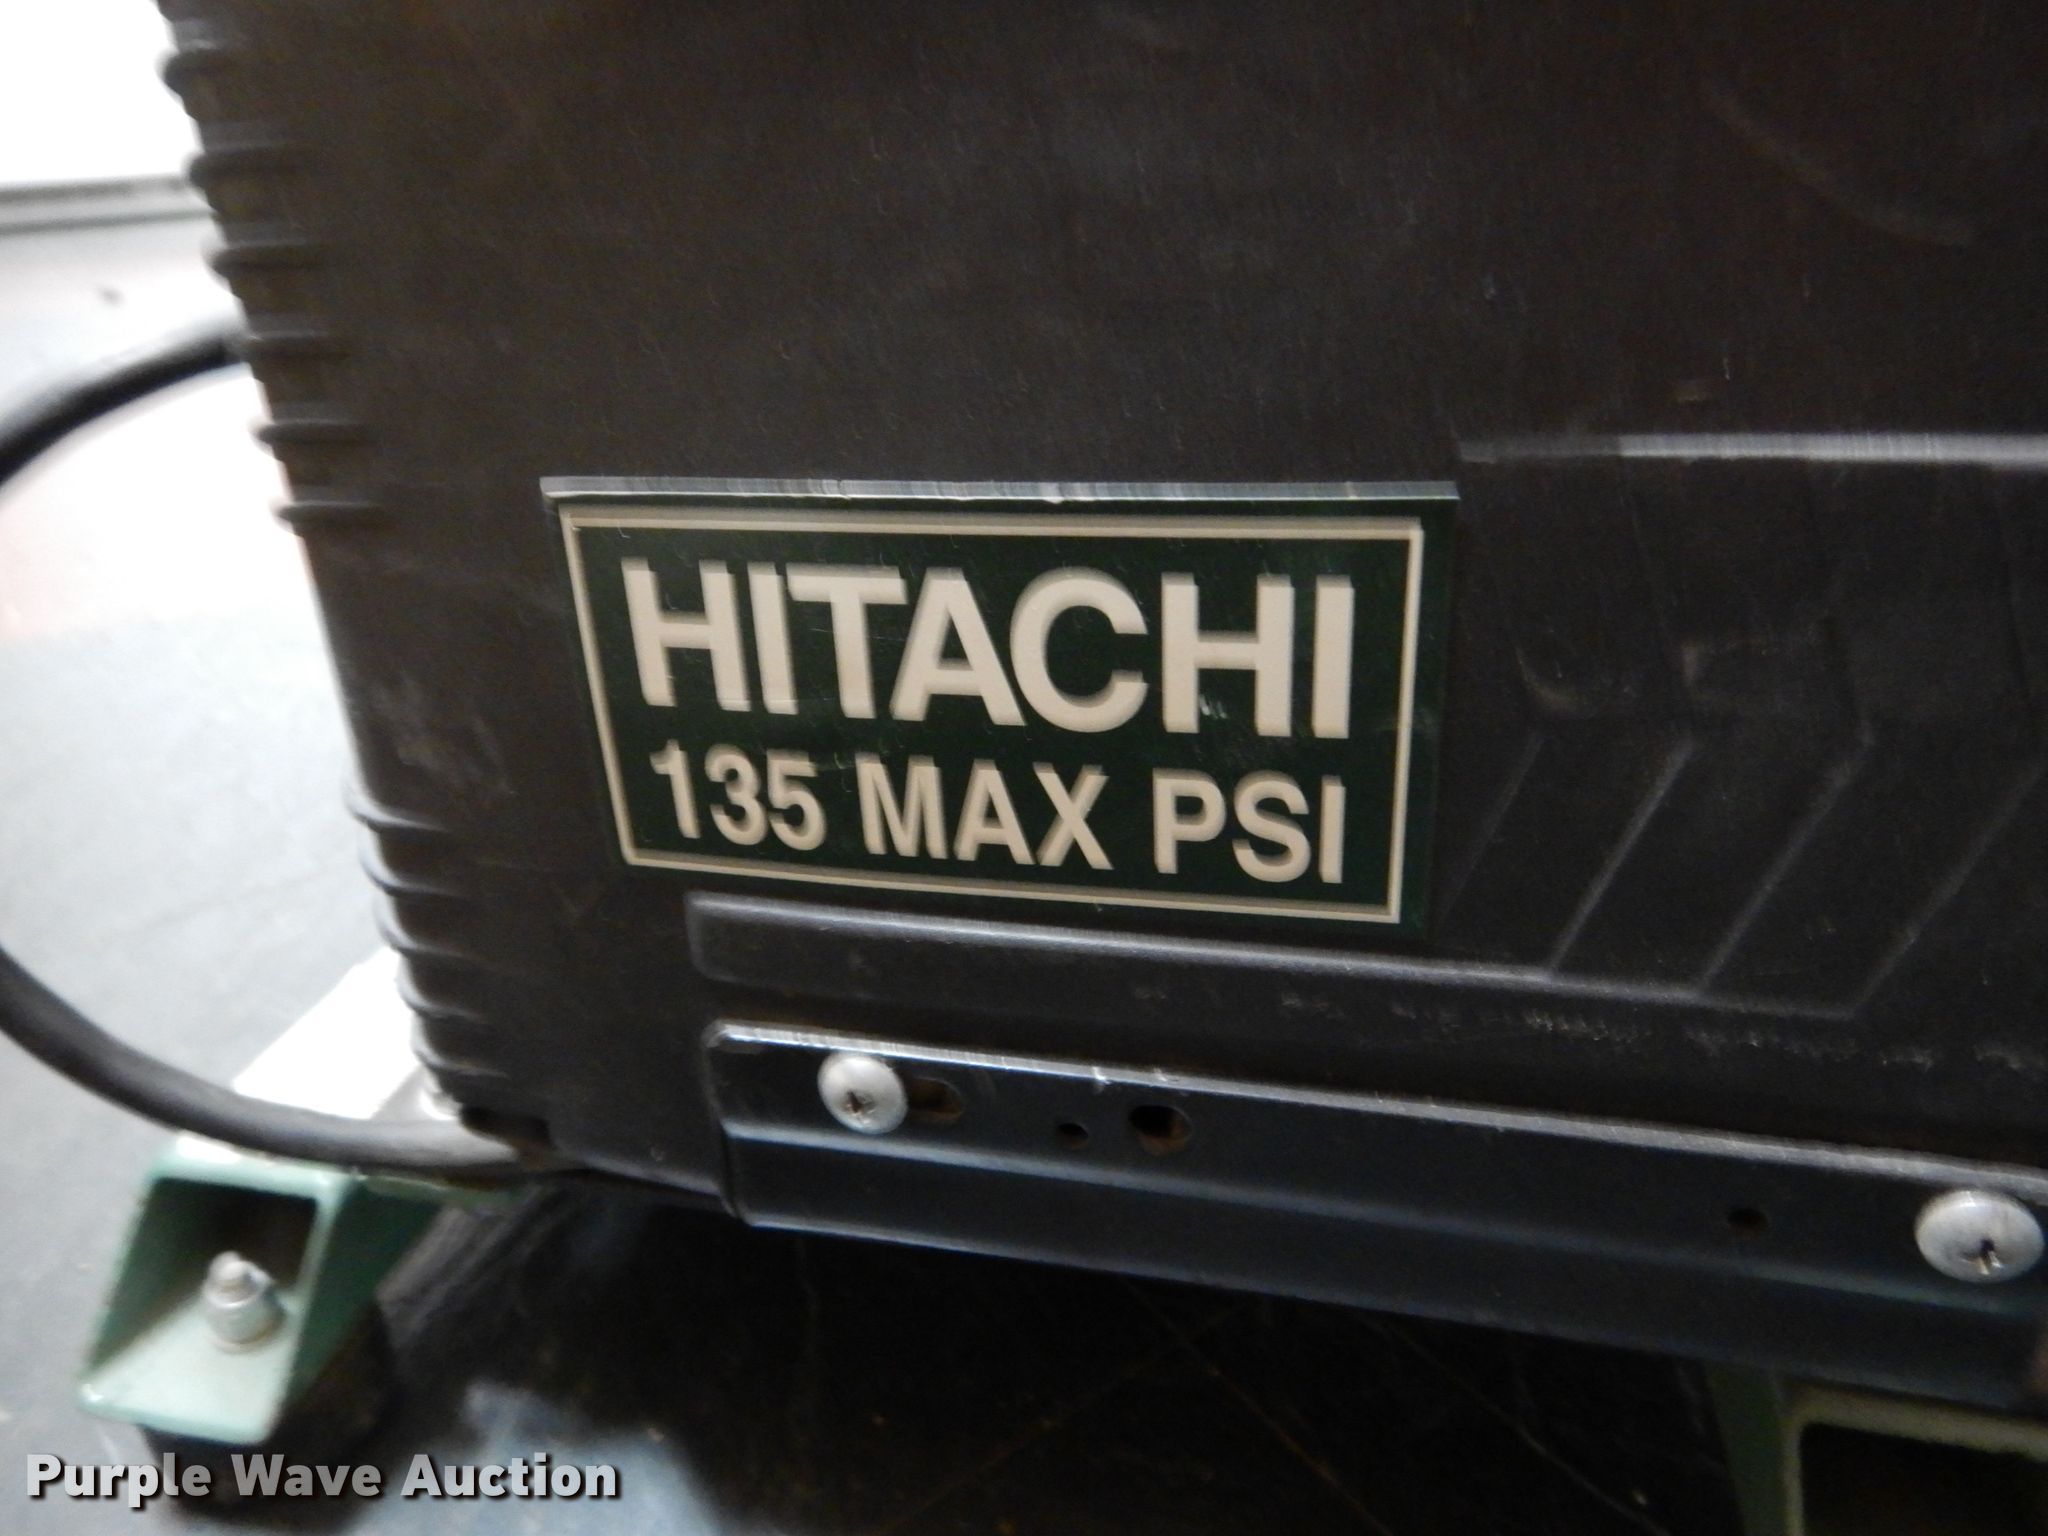 HITACHI
135 MAX PSI
Purple Wave Auction